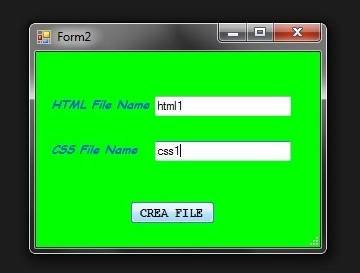 Form2
HTML File Name html1
CSS File Name css1
CREA FILE